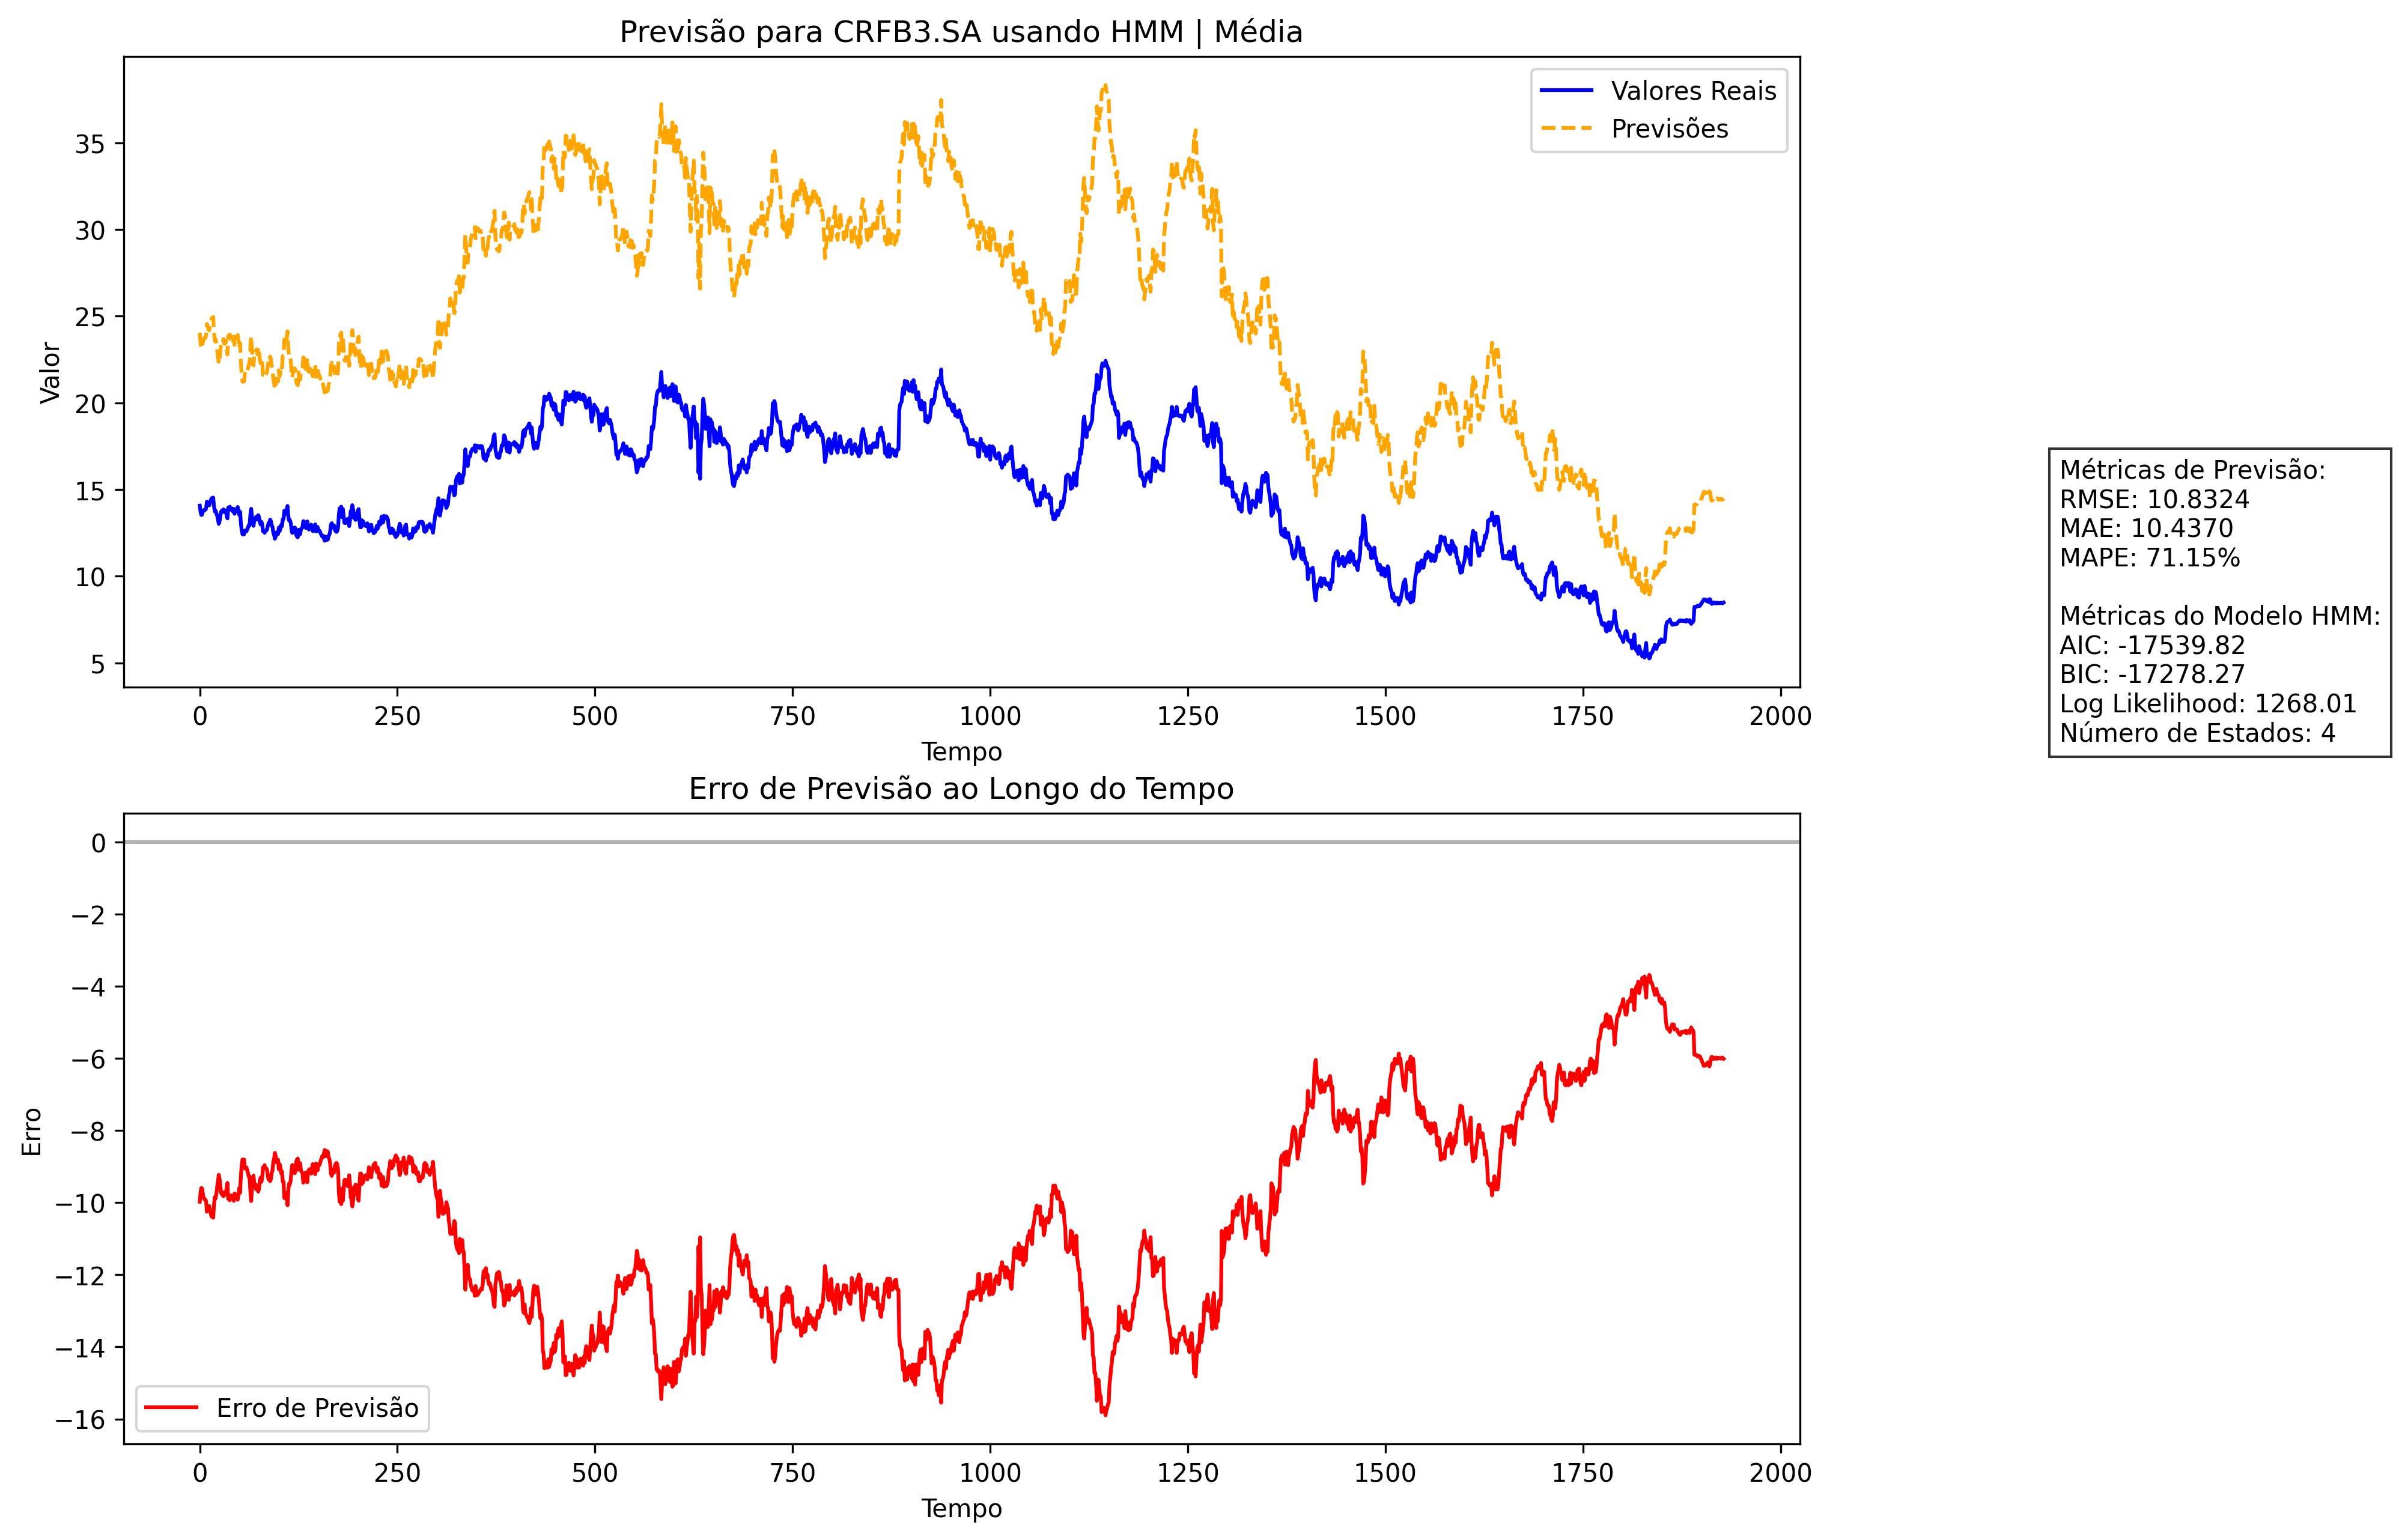 Previsão para CRFB3.SA usando HMM | Média
Valores Reais
Previsões
Valor
35
30
25
20
15
10
5
0 250 500 750 1000 1250 1500 1750 2000
Tempo
Métricas de Previsão:
RMSE: 10.8324
MAE: 10.4370
MAPE: 71.15%
Métricas do Modelo HMM:
AIC: -17539.82
BIC: -17278.27
Log Likelihood: 1268.01
Número de Estados: 4
Erro de Previsão ao Longo do Tempo
Erro
0
−2
−4
−6
−8
−10
−12
−14
−16
Erro de Previsão
0 250 500 750 1000 1250 1500 1750 2000
Tempo